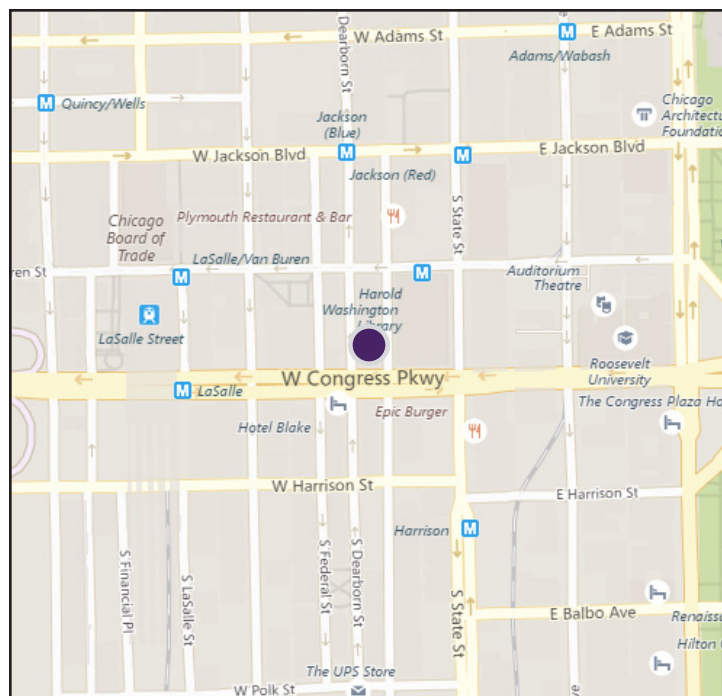 W Adams St
E Adams St
S Dearborn St
M
Adams/Wabash
M
Quincy/Wells
Jackson
(Blue)
Chicago
Architectu
Foundation
W Jackson Blvd
M
M
E Jackson Blvd
Jackson (Red)
S State St
Plymouth Restaurant & Bar
Chicago
Board of
Trade
LaSalle/Van Buren
ren St
M
M
Auditorium
Theatre
Harold
Washington
Library
LaSalle Street
Roosevelt
University
W Congress Pkwy
M
LaSalle
The Congress Plaza Ho
Epic Burger
Hotel Blake
W Harrison St
E Harrison St
Harrison
M
S Financial Pl
S LaSalle St
S Federal St
S Dearborn St
S State St
E Balbo Ave
Renaissa
Hilton
The UPS Store
W Polk St